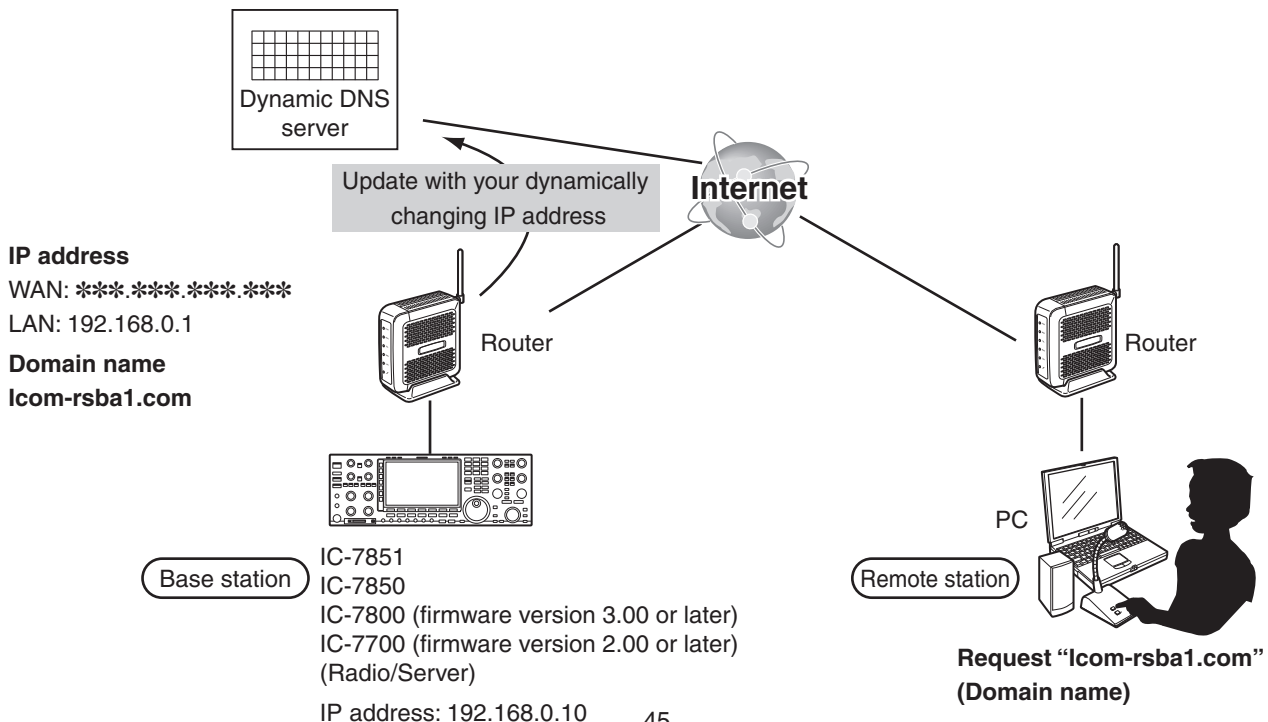 Dynamic DNS
server
Update with your dynamically
changing IP address
Internet
IP address
WAN: ***.***.***.***
LAN: 192.168.0.1
Domain name
Icom-rsba1.com
Router
Router
Base station
IC-7851
IC-7850
IC-7800 (firmware version 3.00 or later)
IC-7700 (firmware version 2.00 or later)
(Radio/Server)
IP address: 192.168.0.10
PC
Remote station
Request “Icom-rsba1.com”
(Domain name)
45